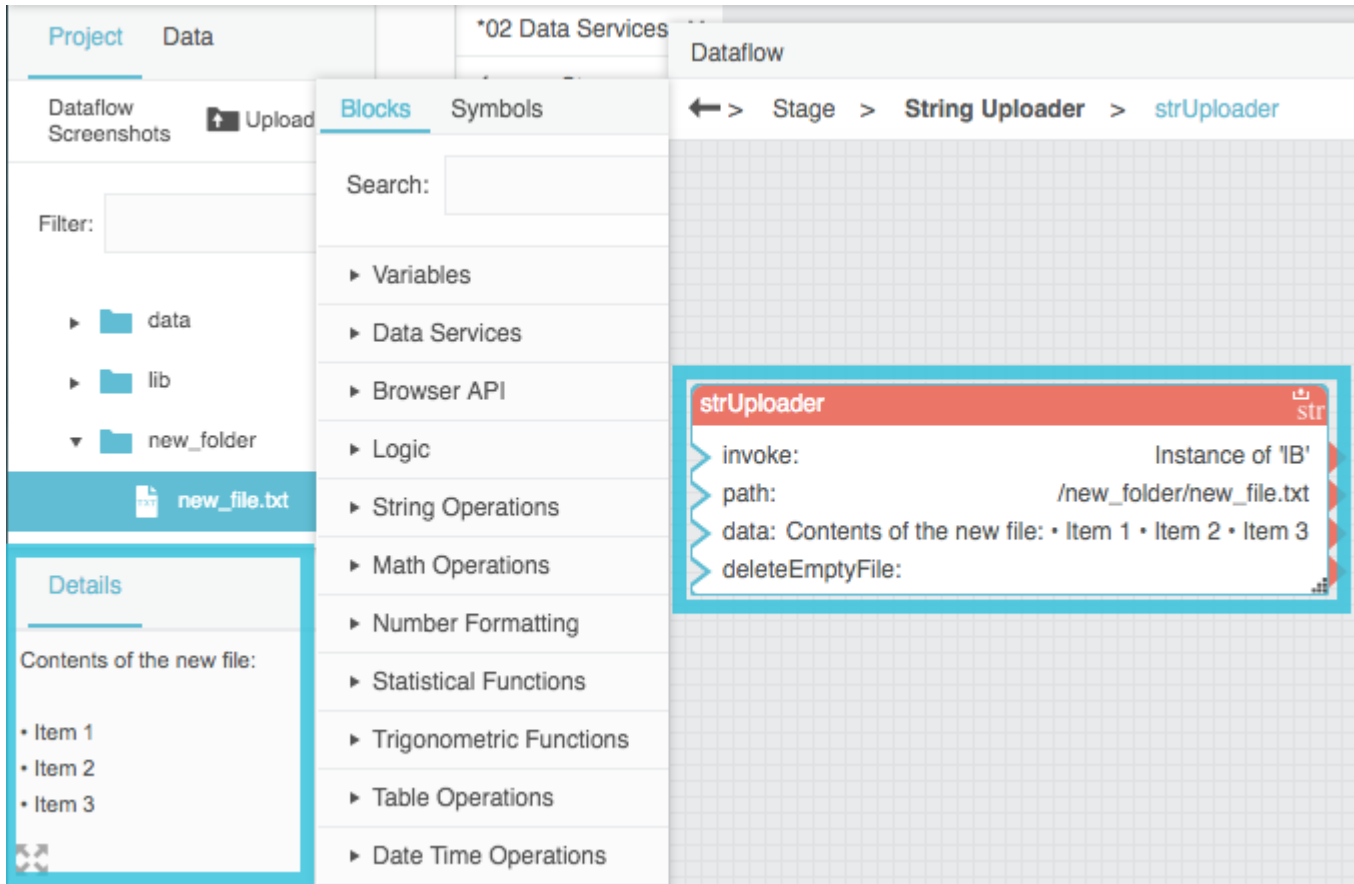 Project Data
Dataflow
Screenshots
Upload
Filter:
data
lib
new_folder
TXT new_file.txt
Details
Contents of the new file:
• Item 1
• Item 2
• Item 3
*02 Data Services
Blocks Symbols
Search:
Variables
Data Services
Browser API
Logic
String Operations
Math Operations
Number Formatting
Statistical Functions
Trigonometric Functions
Table Operations
Date Time Operations
Dataflow
> Stage > String Uploader > strUploader
strUploader str
invoke: Instance of 'IB'
path: /new_folder/new_file.txt
data: Contents of the new file: • Item 1 • Item 2 • Item 3
deleteEmptyFile: